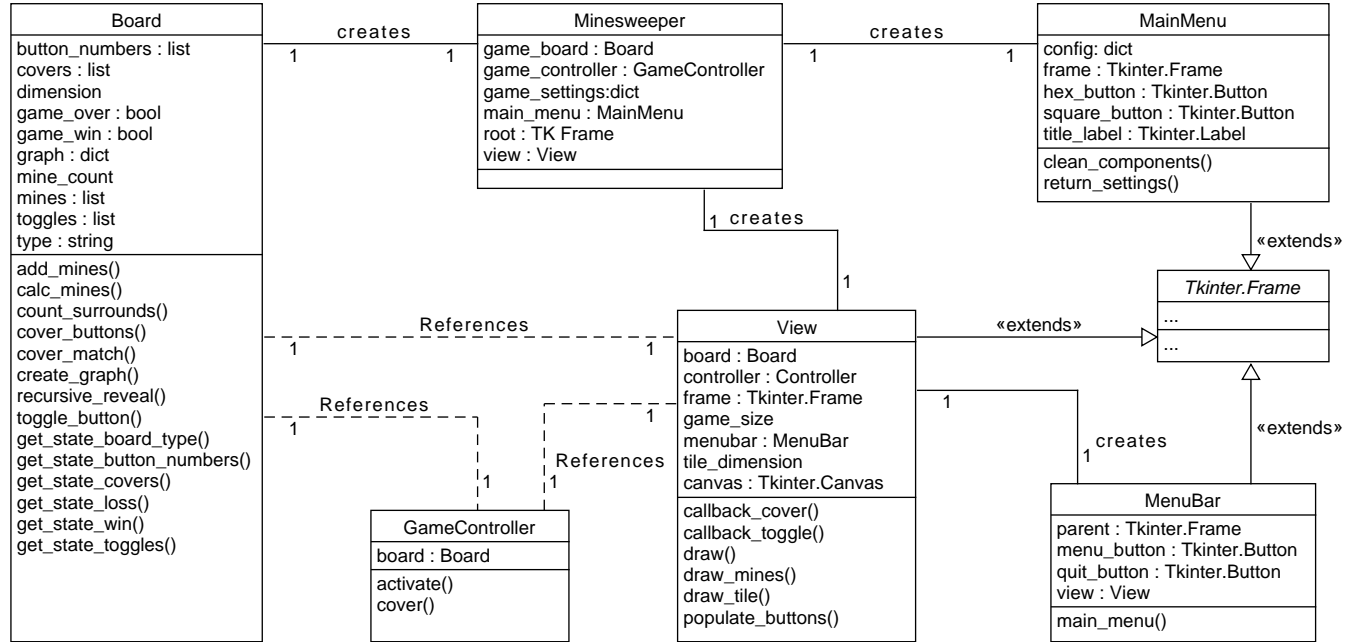 Board
button_numbers : list
covers : list
dimension
game_over : bool
game_win : bool
graph : dict
mine_count
mines : list
toggles : list
type : string
add_mines()
calc_mines()
count_surrounds()
cover_buttons()
cover_match()
create_graph()
recursive_reveal()
toggle_button()
get_state_board_type()
get_state_button_numbers()
get_state_covers()
get_state_loss()
get_state_win()
get_state_toggles()
creates
1
1
Minesweeper
game_board : Board
game_controller : GameController
game_settings:dict
main_menu : MainMenu
root : TK Frame
view : View
creates
1
1
MainMenu
config: dict
frame : Tkinter.Frame
hex_button : Tkinter.Button
square_button : Tkinter.Button
title_label : Tkinter.Label
clean_components()
return_settings()
1 creates
1
«extends»
Tkinter.Frame
...
...
References
1
1
View
board : Board
controller : Controller
frame : Tkinter.Frame
game_size
menubar : MenuBar
tile_dimension
canvas : Tkinter.Canvas
callback_cover()
callback_toggle()
draw()
draw_mines()
draw_tile()
populate_buttons()
«extends»
References
1
1
1
References
1
GameController
board : Board
activate()
cover()
1
creates
1
«extends»
MenuBar
parent : Tkinter.Frame
menu_button : Tkinter.Button
quit_button : Tkinter.Button
view : View
main_menu()